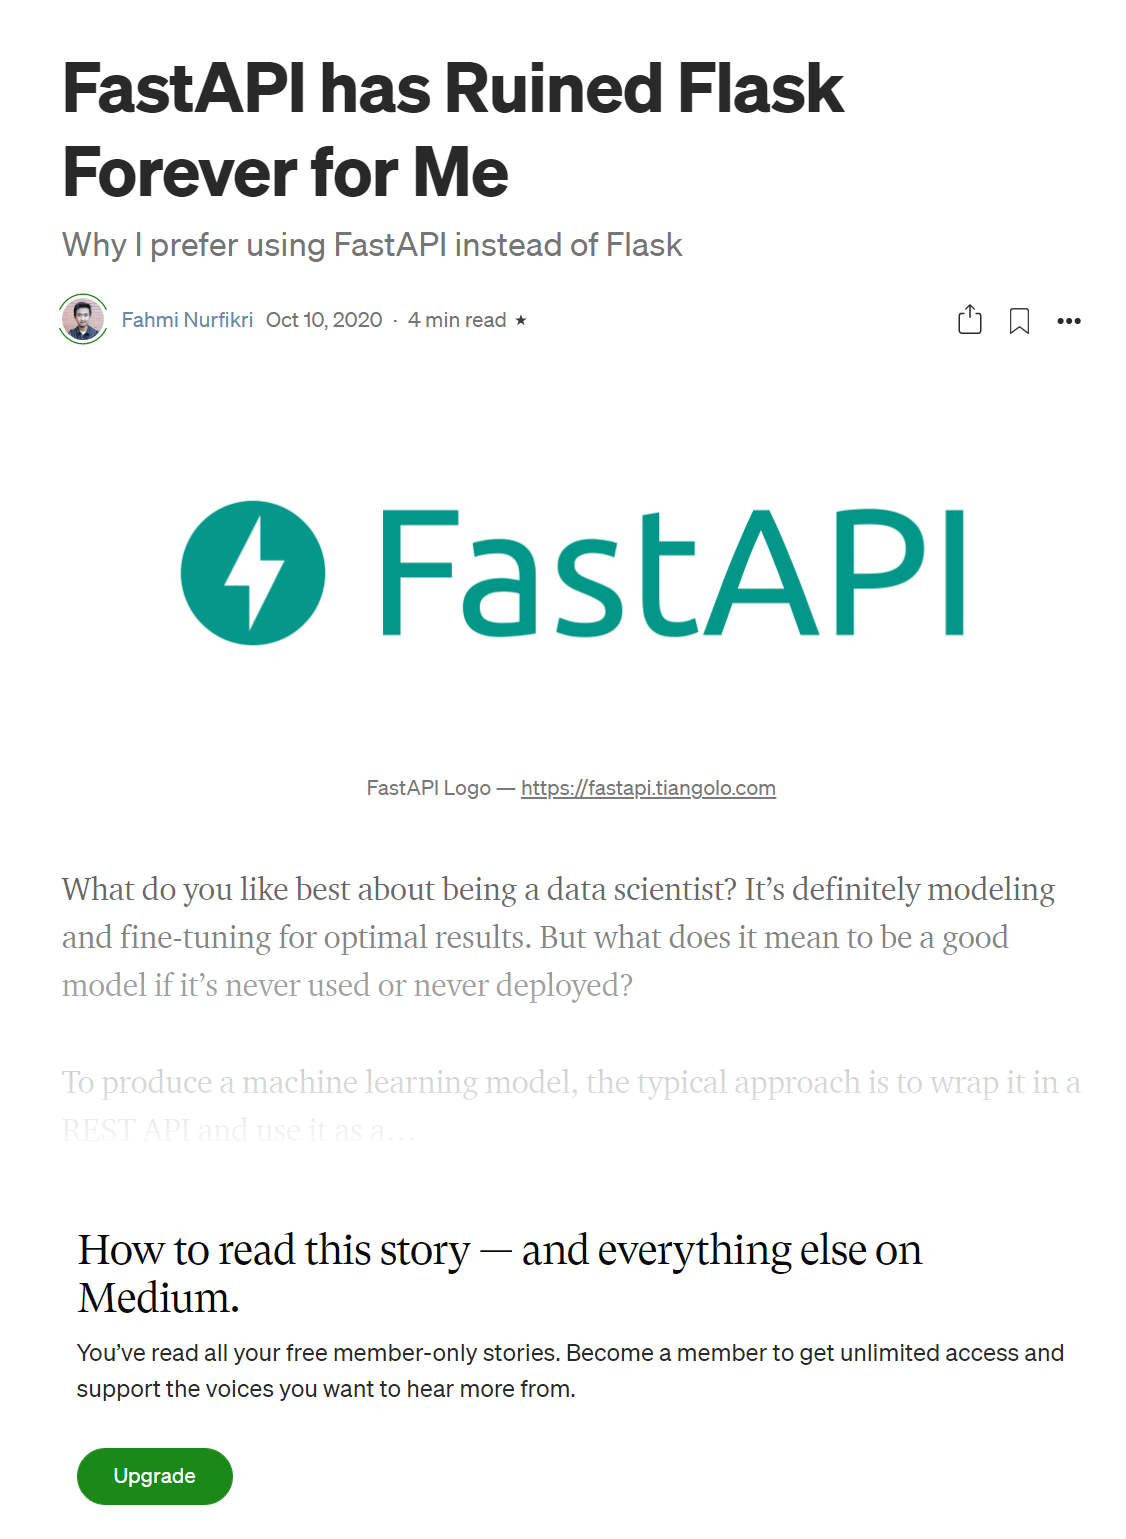 FastAPI has Ruined Flask
Forever for Me
Why I prefer using FastAPI instead of Flask
Fahmi Nurfikri Oct 10, 2020 · 4 min read ★
FastAPI
FastAPI Logo — https://fastapi.tiangolo.com
What do you like best about being a data scientist? It’s definitely modeling
and fine-tuning for optimal results. But what does it mean to be a good
model if it’s never used or never deployed?
To produce a machine learning model, the typical approach is to wrap it in a
REST API and use it as a…
How to read this story — and everything else on
Medium.
You’ve read all your free member-only stories. Become a member to get unlimited access and
support the voices you want to hear more from.
Upgrade